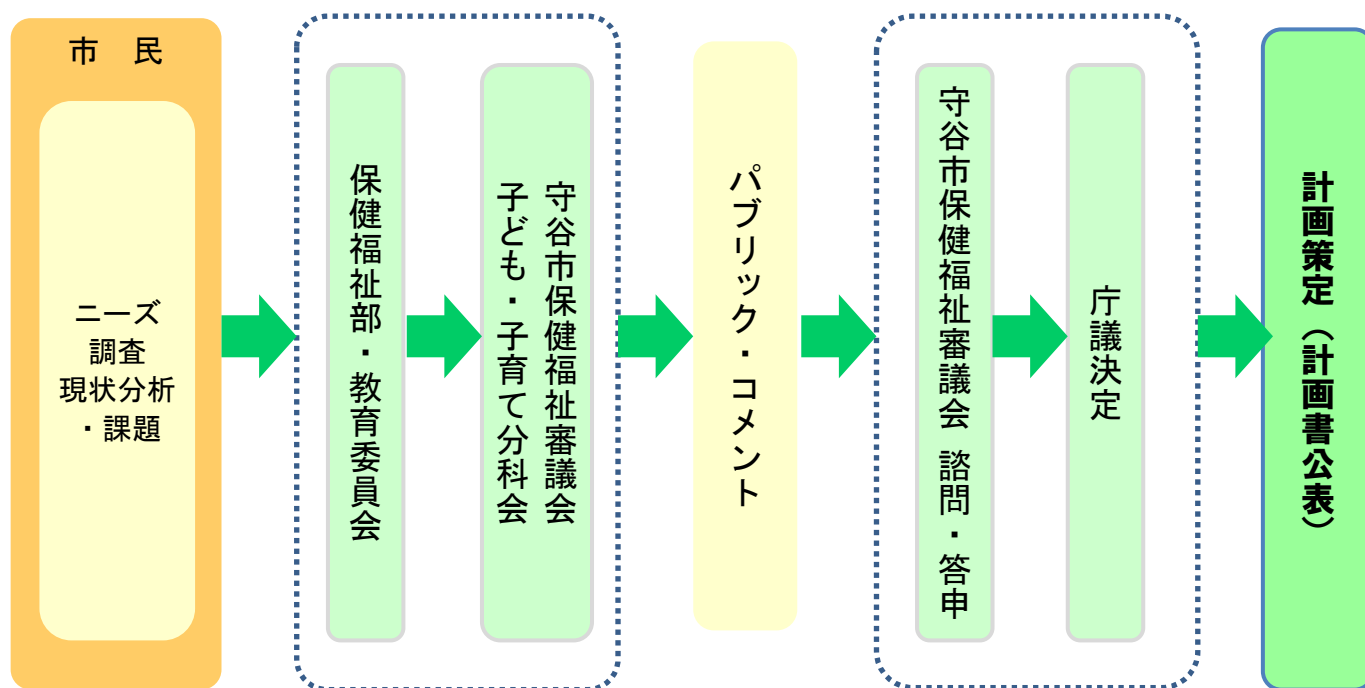 市　民
ニーズ
調査
現状分析
・課題
保健福祉部・教育委員会
守谷市保健福祉審議会
子ども・子育て分科会
パブリック・コメント
守谷市保健福祉審議会 諮問・答申
庁議決定
計画策定（計画書公表）